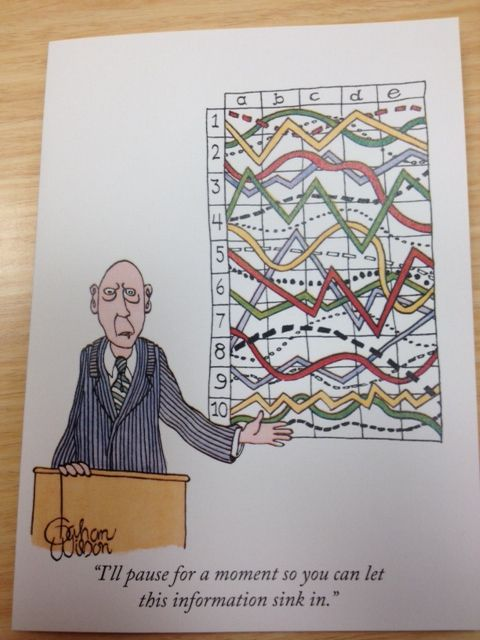 a b c d e
1
2
3
4
5
6
7
8
9
10
Gahan
Wilson
“I'll pause for a moment so you can let
this information sink in.”